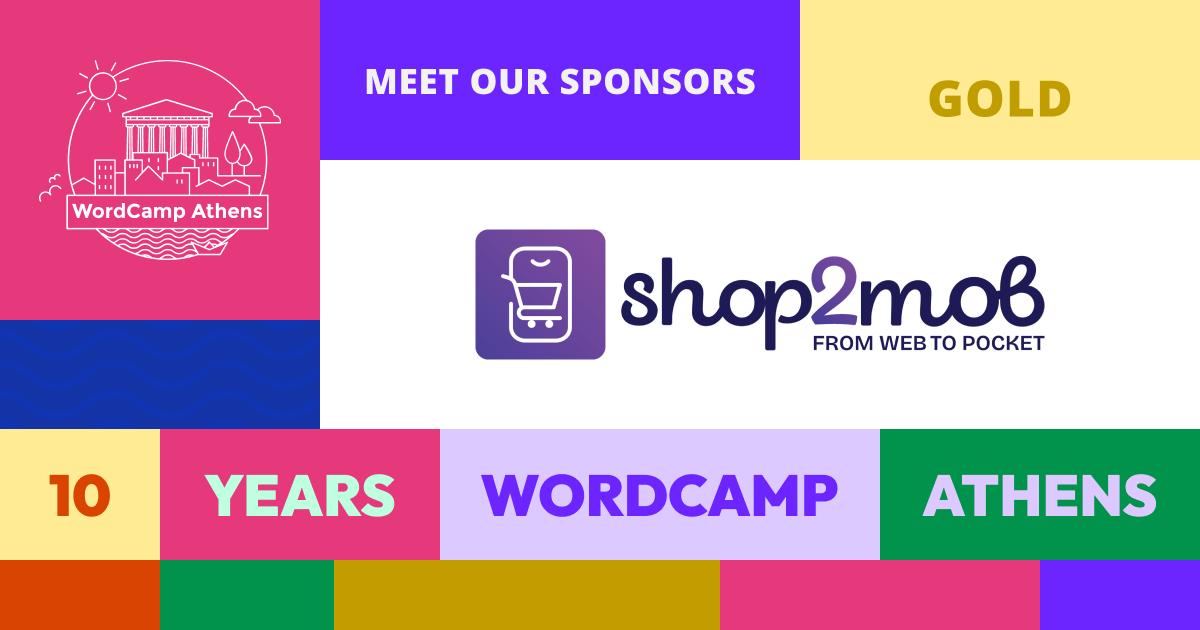 WordCamp Athens
MEET OUR SPONSORS
GOLD
shop2mob
FROM WEB TO POCKET
10 YEARS WORDCAMP ATHENS